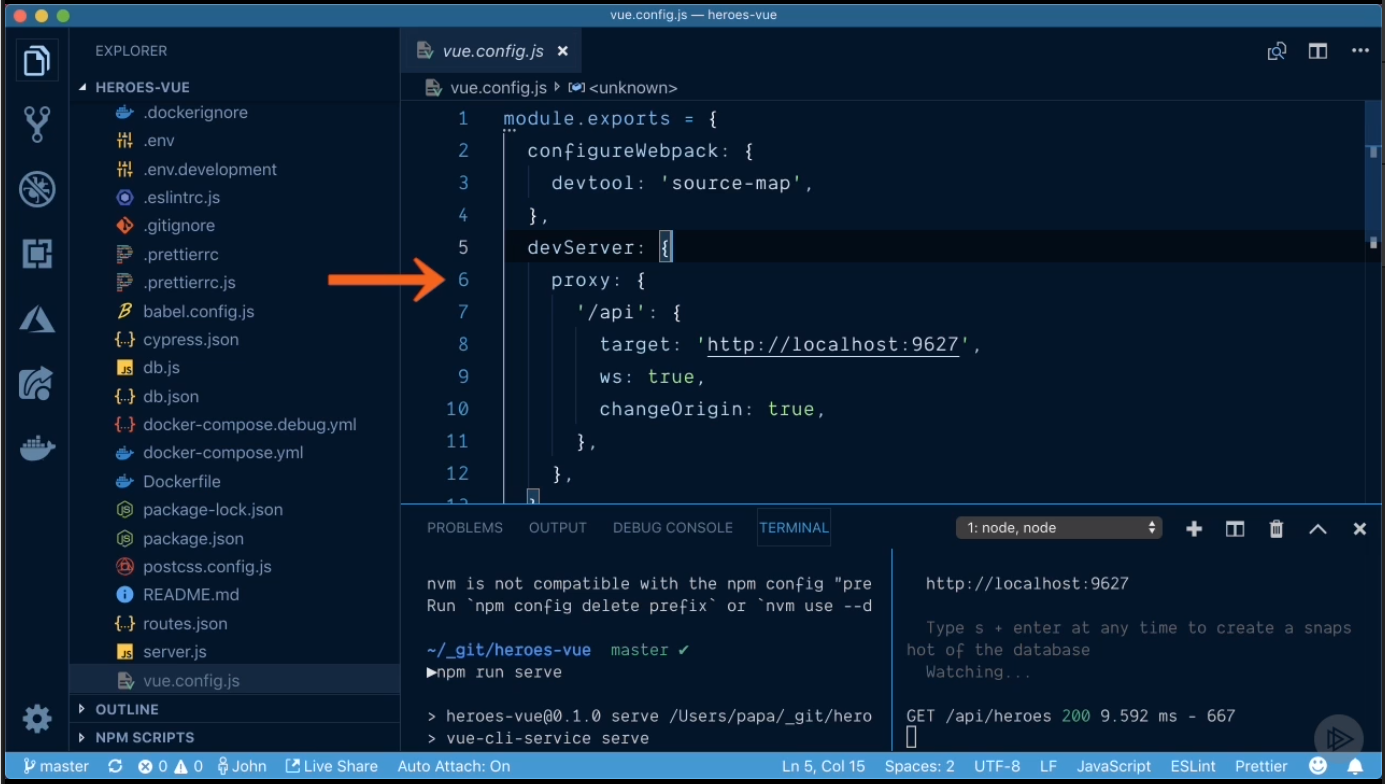 vue.config.js — heroes-vue
EXPLORER
HEROES-VUE
.dockerignore
.env
.env.development
.eslintrc.js
.gitignore
.prettierrc
.prettierrc.js
babel.config.js
cypress.json
db.js
db.json
docker-compose.debug.yml
docker-compose.yml
Dockerfile
package-lock.json
package.json
postcss.config.js
README.md
routes.json
server.js
vue.config.js
OUTLINE
NPM SCRIPTS
vue.config.js
vue.config.js <unknown>
1 module.exports = {
2 configureWebpack: {
3 devtool: 'source-map',
4 },
5 devServer: {
6 proxy: {
7 '/api': {
8 target: 'http://localhost:9627',
9 ws: true,
10 changeOrigin: true,
11 },
12 },
13 }
PROBLEMS OUTPUT DEBUG CONSOLE TERMINAL 1: node, node
nvm is not compatible with the npm config "pre
Run `npm config delete prefix` or `nvm use --d
~/_git/heroes-vue master ✔
▶npm run serve
> heroes-vue@0.1.0 serve /Users/papa/_git/hero
> vue-cli-service serve
http://localhost:9627
Type s + enter at any time to create a snaps
hot of the database
Watching...
GET /api/heroes 200 9.592 ms - 667
master 0 0 John Live Share Auto Attach: On Ln 5, Col 15 Spaces: 2 UTF-8 LF JavaScript ESLint Prettier